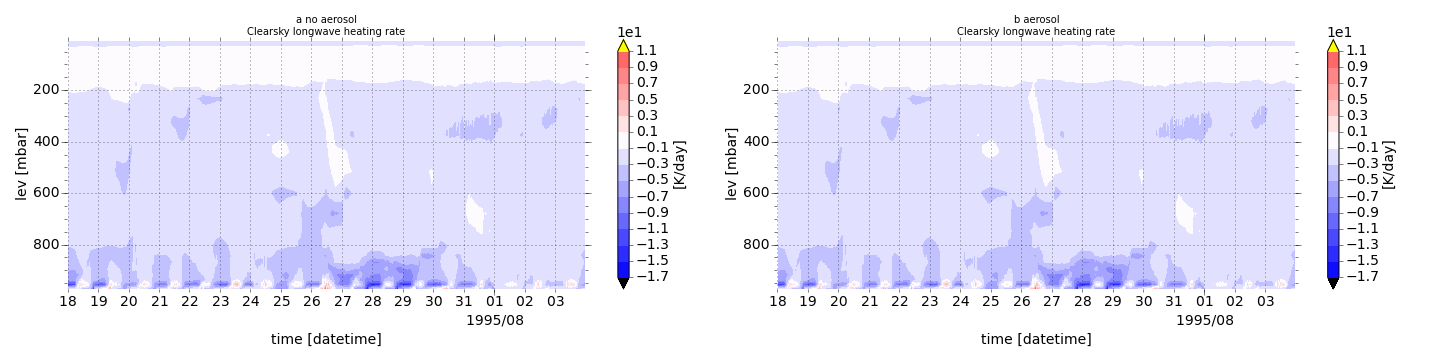 a no aerosol
Clearsky longwave heating rate
1e1
1.1
0.9
0.7
0.5
0.3
0.1
−0.1
−0.3
−0.5
−0.7
−0.9
−1.1
−1.3
−1.5
−1.7
[K/day]
lev [mbar]
200
400
600
800
18 19 20 21 22 23 24 25 26 27 28 29 30 31 01 02 03
1995/08
time [datetime]
b aerosol
Clearsky longwave heating rate
1e1
1.1
0.9
0.7
0.5
0.3
0.1
−0.1
−0.3
−0.5
−0.7
−0.9
−1.1
−1.3
−1.5
−1.7
[K/day]
lev [mbar]
200
400
600
800
18 19 20 21 22 23 24 25 26 27 28 29 30 31 01 02 03
1995/08
time [datetime]